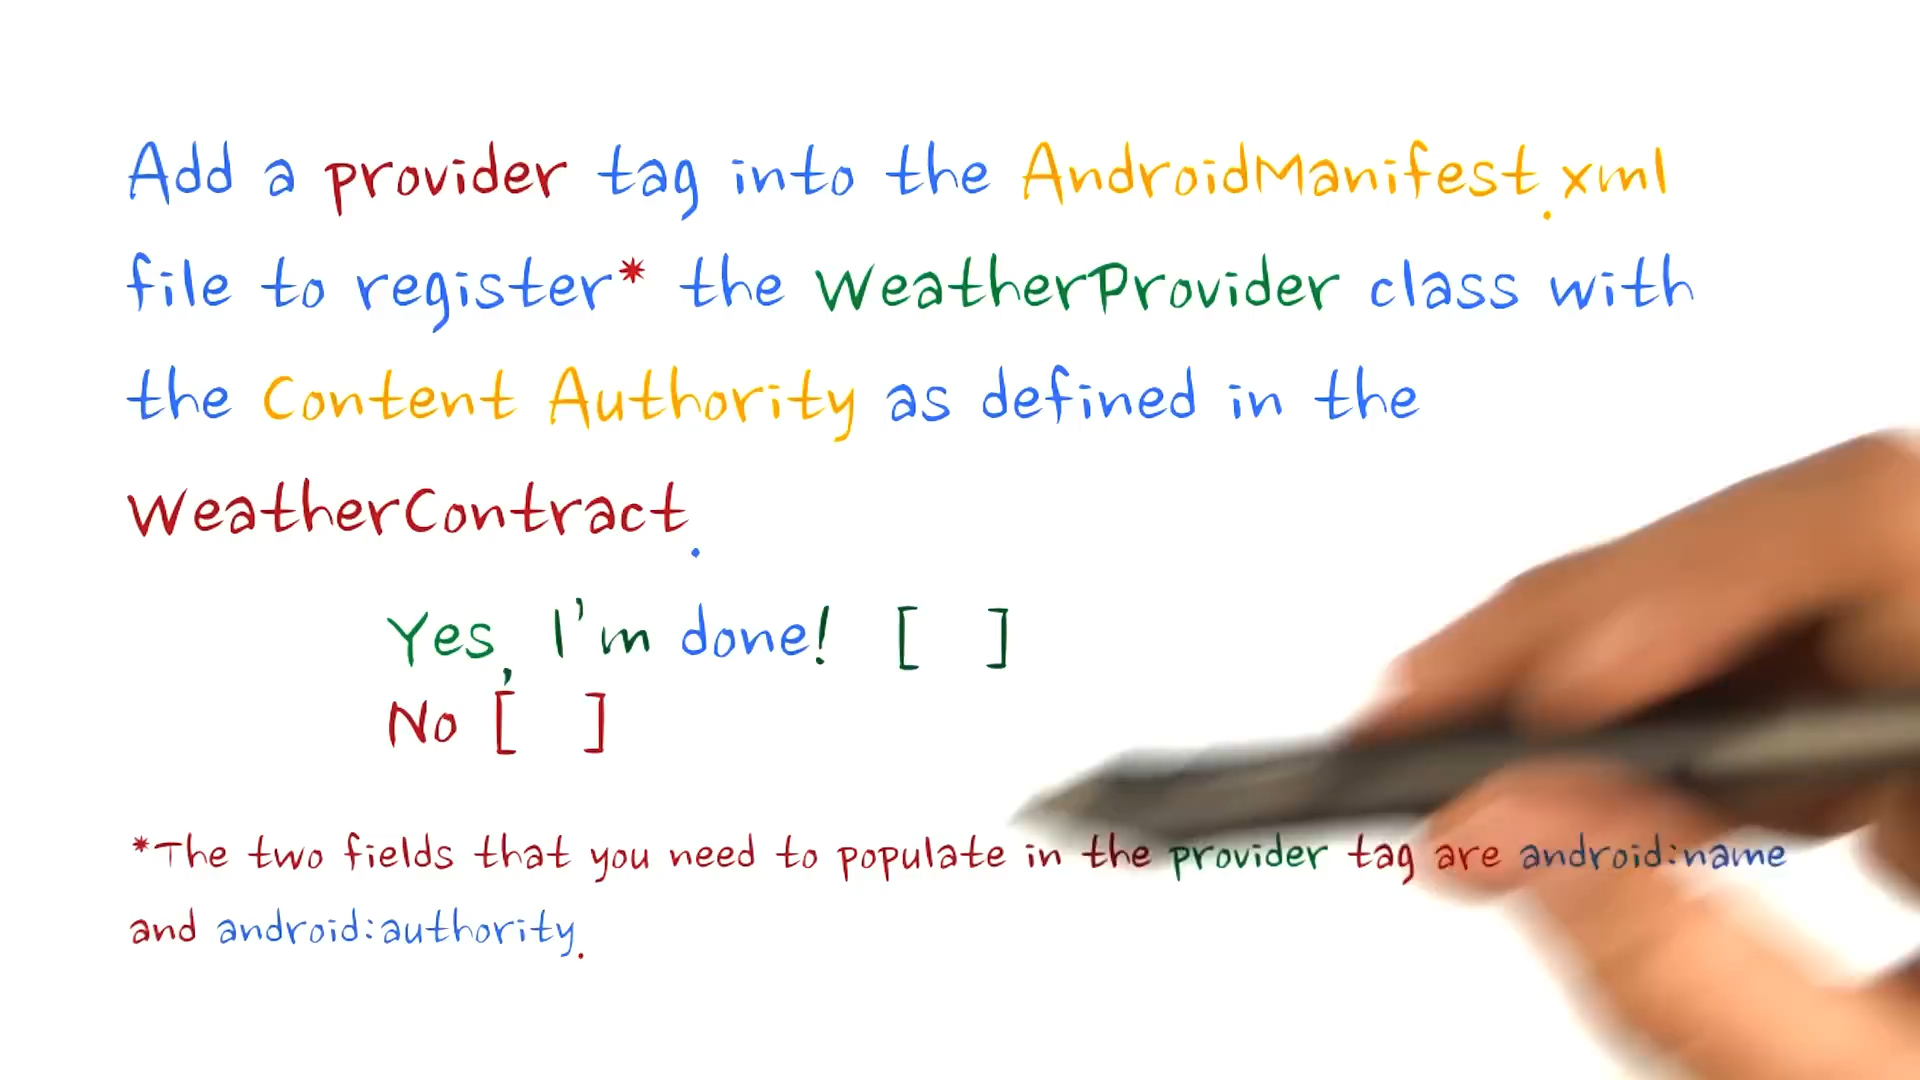 Add a provider tag into the AndroidManifest.xml
file to register* the WeatherProvider class with
the Content Authority as defined in the
WeatherContract.
Yes, I'm done! [ ]
No [ ]
*The two fields that you need to populate in the provider tag are android:name
and android:authority.